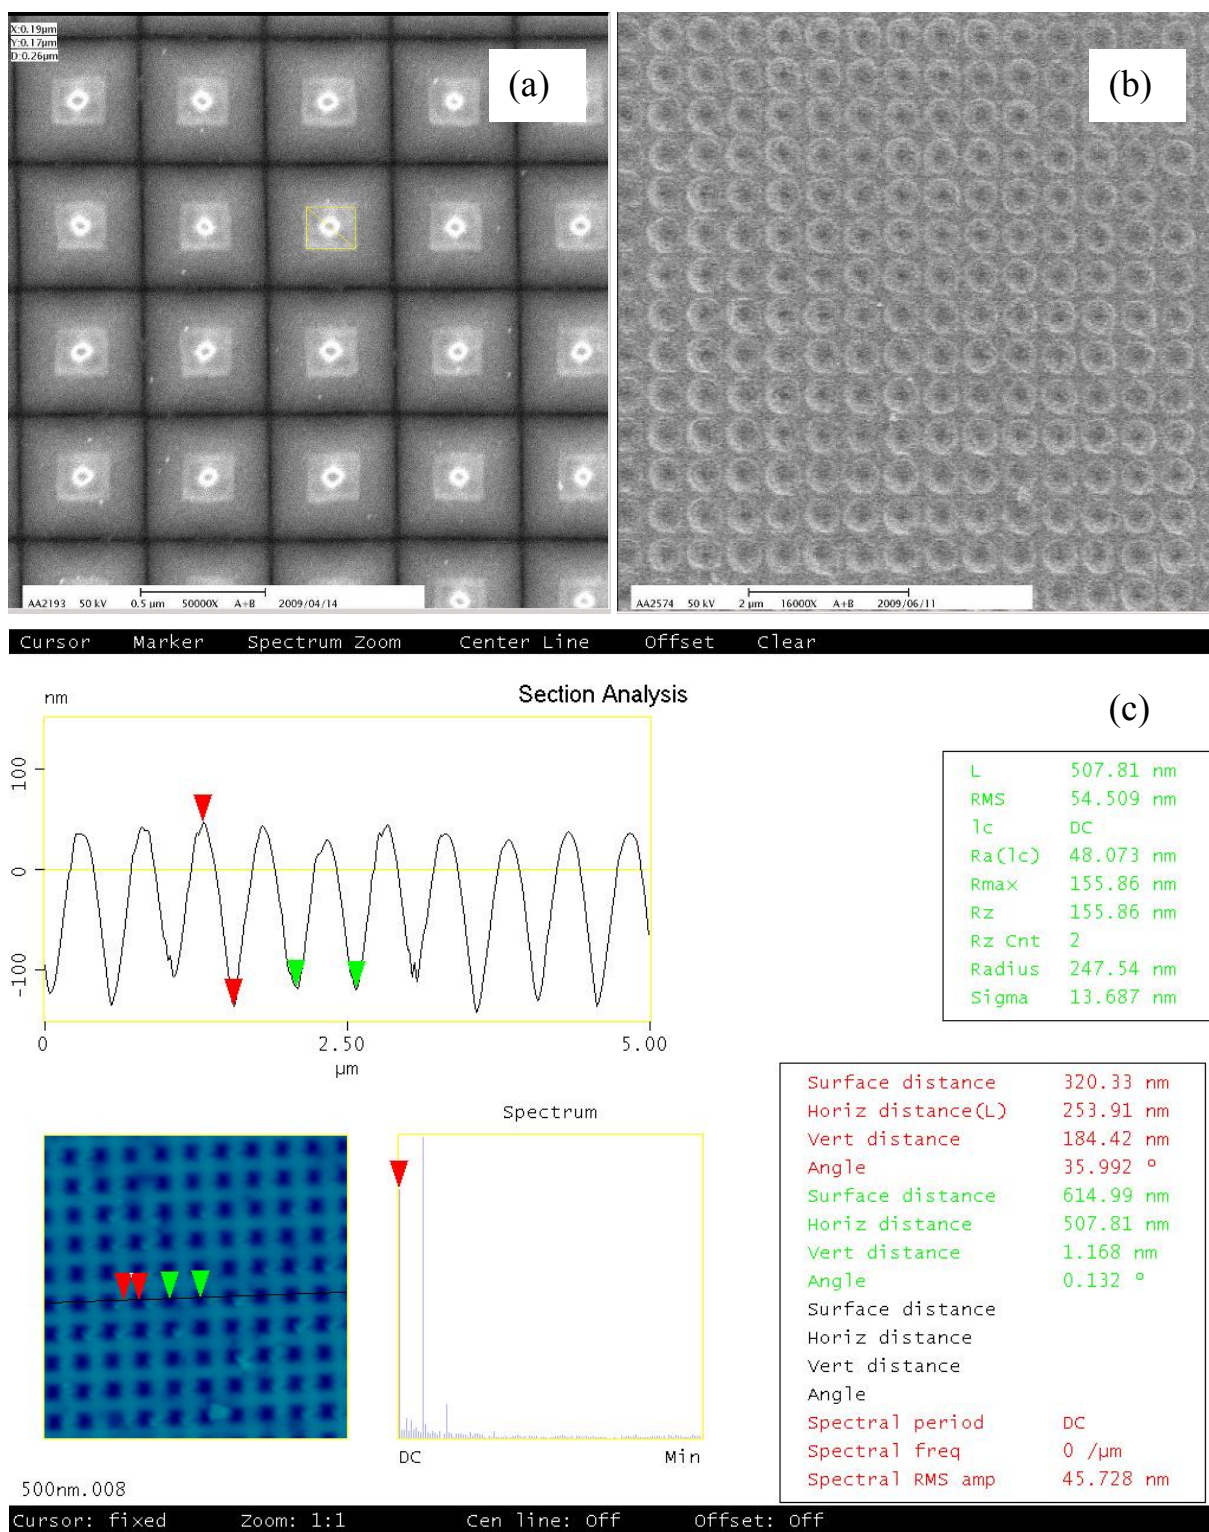 X:0.19µm
Y:0.17µm
D:0.26µm
(a)
(b)
AA2193 50 kV 0.5 µm 50000X A+B 2009/04/14
AA2574 50 kV 2 µm 16000X A+B 2009/06/11
Cursor Marker Spectrum Zoom Center Line Offset Clear
nm
Section Analysis
(c)
100
0
-100
0 2.50 5.00
µm
L 507.81 nm
RMS 54.509 nm
lc DC
Ra(lc) 48.073 nm
Rmax 155.86 nm
Rz 155.86 nm
Rz Cnt 2
Radius 247.54 nm
Sigma 13.687 nm
Spectrum
DC Min
Surface distance 320.33 nm
Horiz distance(L) 253.91 nm
Vert distance 184.42 nm
Angle 35.992 °
Surface distance 614.99 nm
Horiz distance 507.81 nm
Vert distance 1.168 nm
Angle 0.132 °
Surface distance
Horiz distance
Vert distance
Angle
Spectral period DC
Spectral freq 0 /µm
Spectral RMS amp 45.728 nm
500nm.008
Cursor: fixed Zoom: 1:1 Cen line: Off Offset: Off